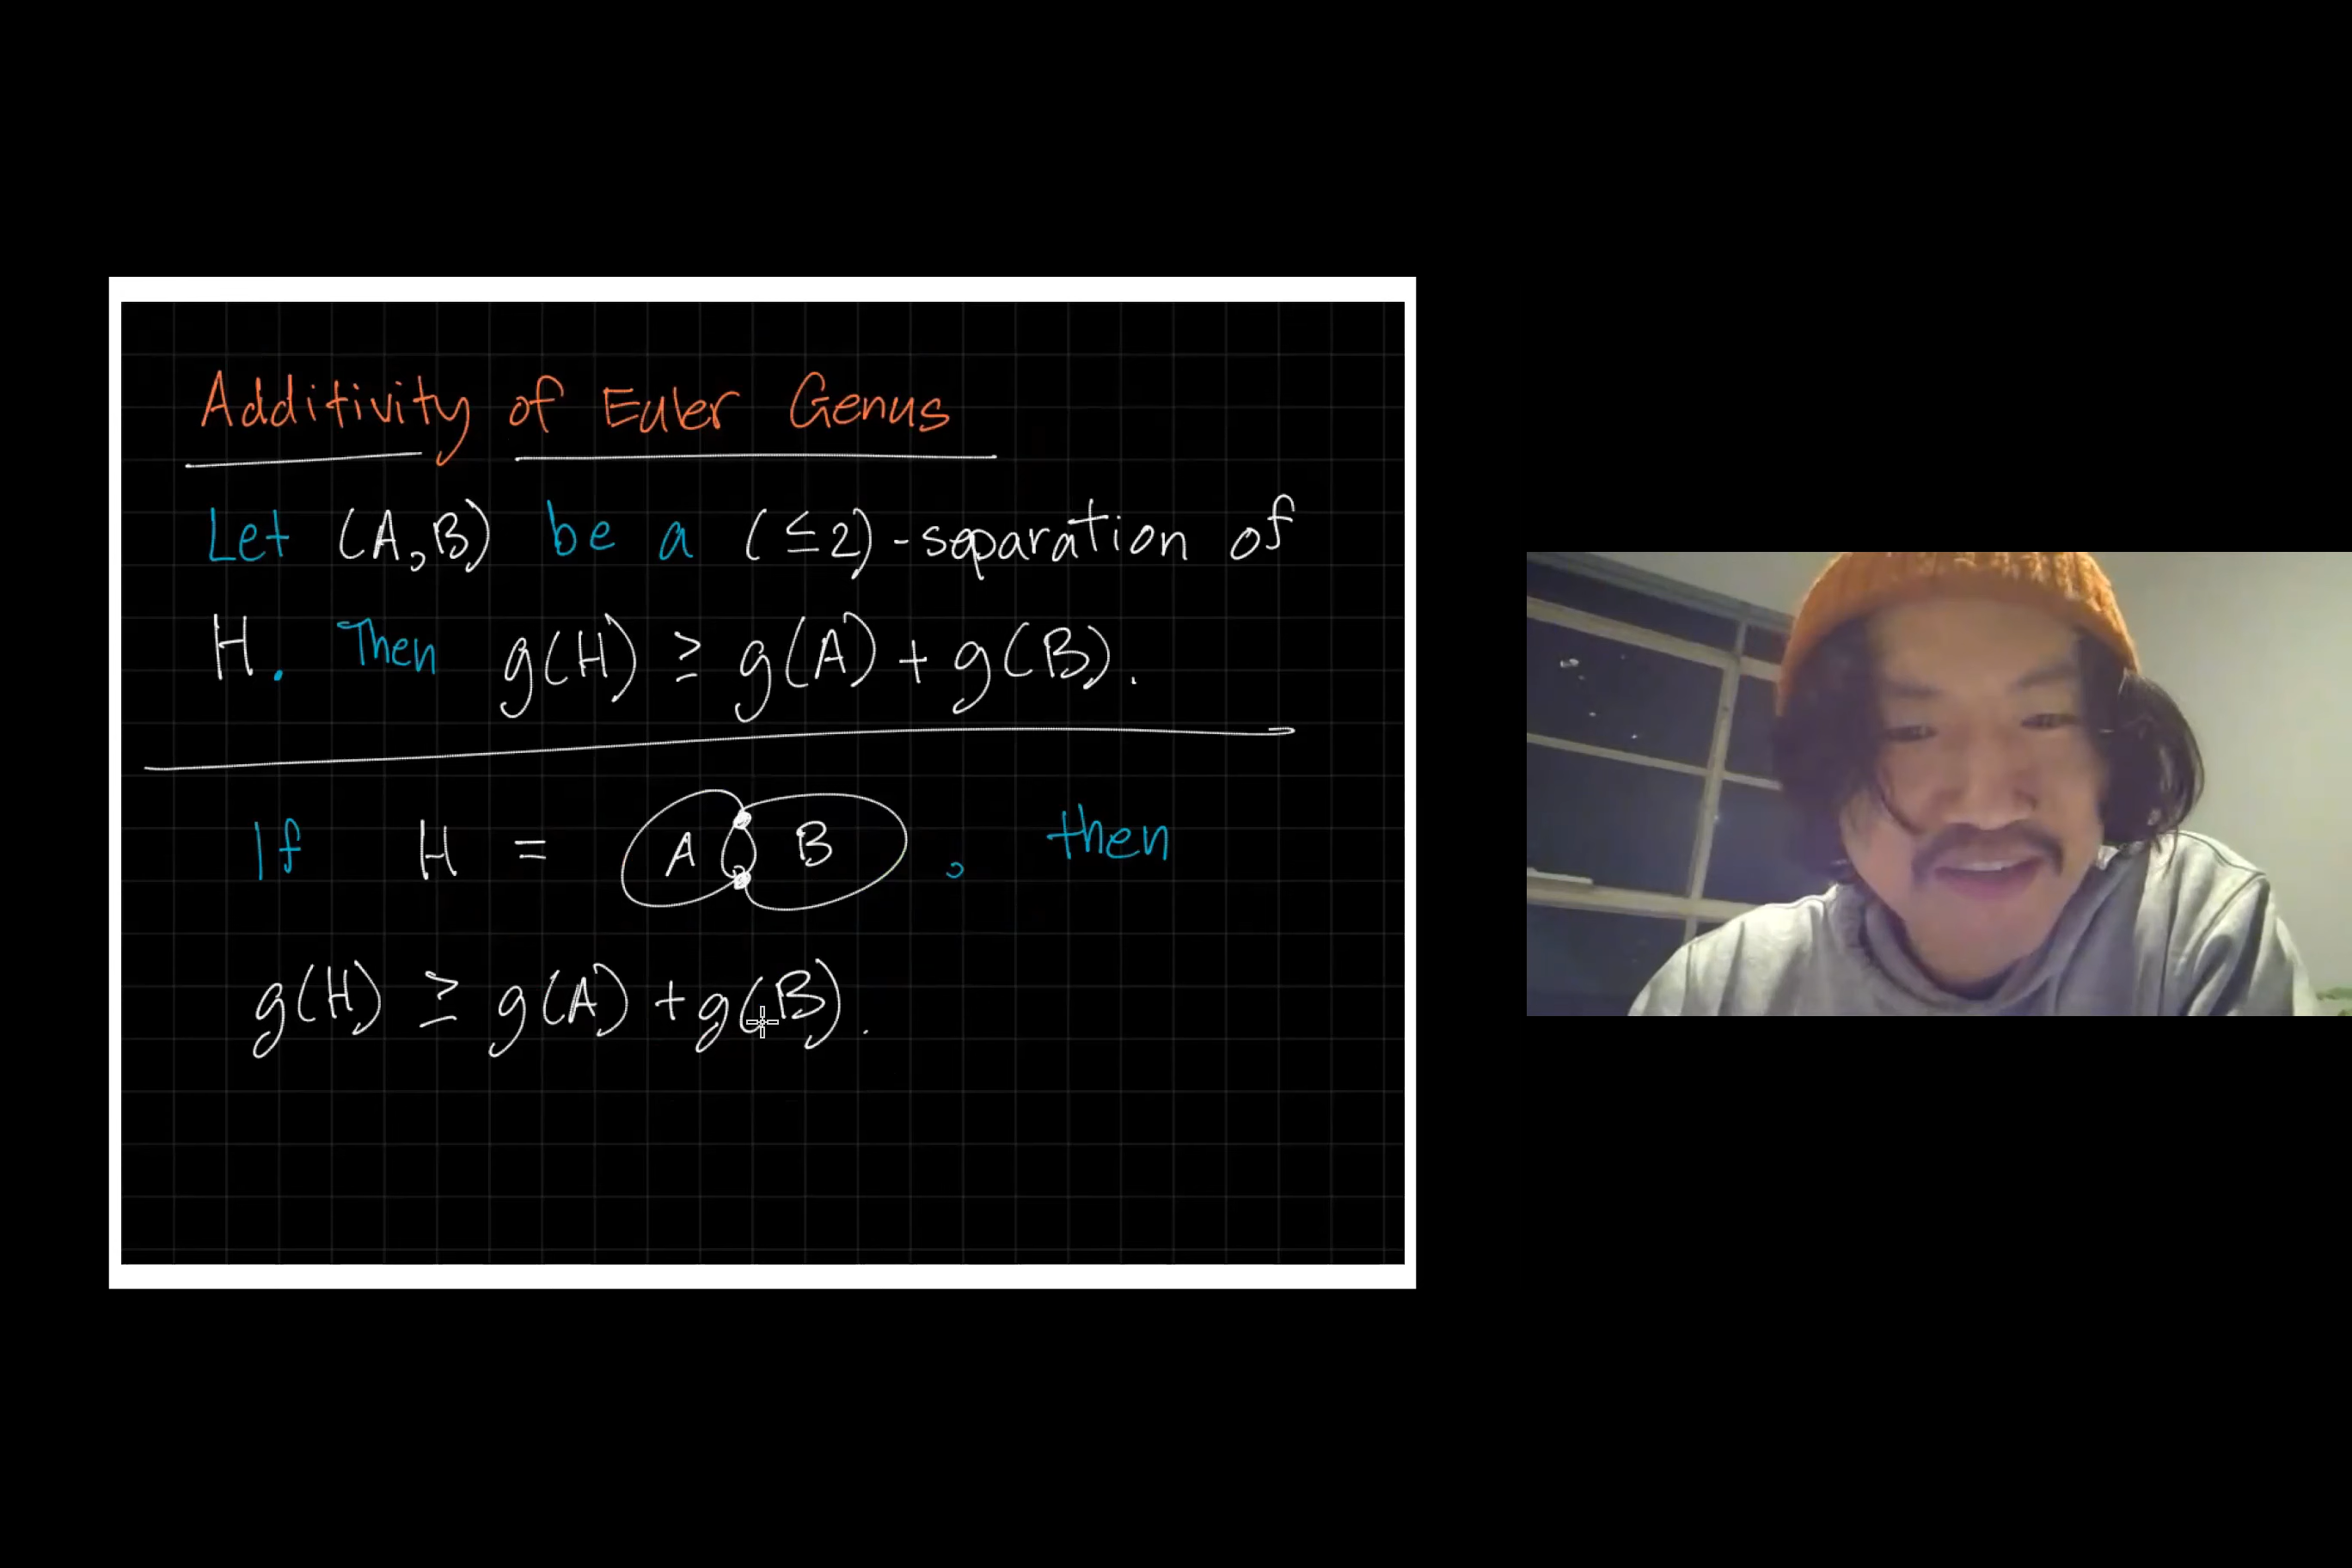 Additivity of Euler Genus
Let (A,B) be a (≤2)-separation of
H. Then g(H) ≥ g(A) + g(B).
If H = A B , then
g(H) ≥ g(A) + g(B).